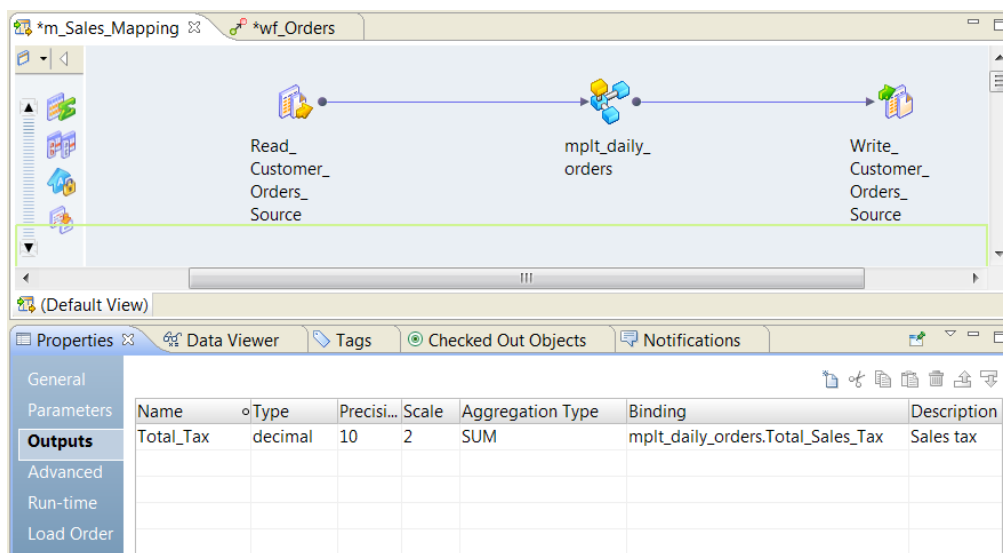 *m_Sales_Mapping *wf_Orders
Read_
Customer_
Orders_
Source
mplt_daily_
orders
Write_
Customer_
Orders_
Source
(Default View)
Properties Data Viewer Tags Checked Out Objects Notifications
General
Parameters
Outputs
Advanced
Run-time
Load Order
Name Type Precisi... Scale Aggregation Type Binding Description
Total_Tax decimal 10 2 SUM mplt_daily_orders.Total_Sales_Tax Sales tax